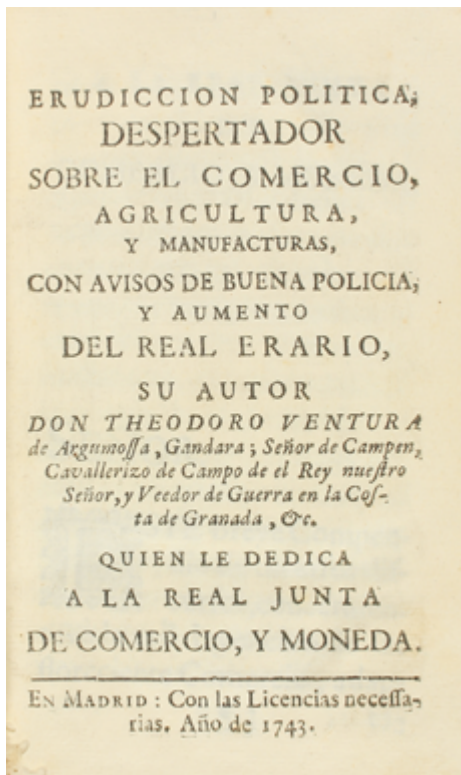 ERUDICCION POLITICA;
DESPERTADOR
SOBRE EL COMERCIO,
AGRICULTURA,
Y MANUFACTURAS,
CON AVISOS DE BUENA POLICIA,
Y AUMENTO
DEL REAL ERARIO,
SU AUTOR
DON THEODORO VENTURA
de Argumoſſa, Gandara; Señor de Campen,
Cavallerizo de Campo de el Rey nueſtro
Señor, y Veedor de Guerra en la Coſ-
ta de Granada, &c.
QUIEN LE DEDICA
A LA REAL JUNTA
DE COMERCIO, Y MONEDA.
EN MADRID: Con las Licencias neceſſa-
rias. Año de 1743.